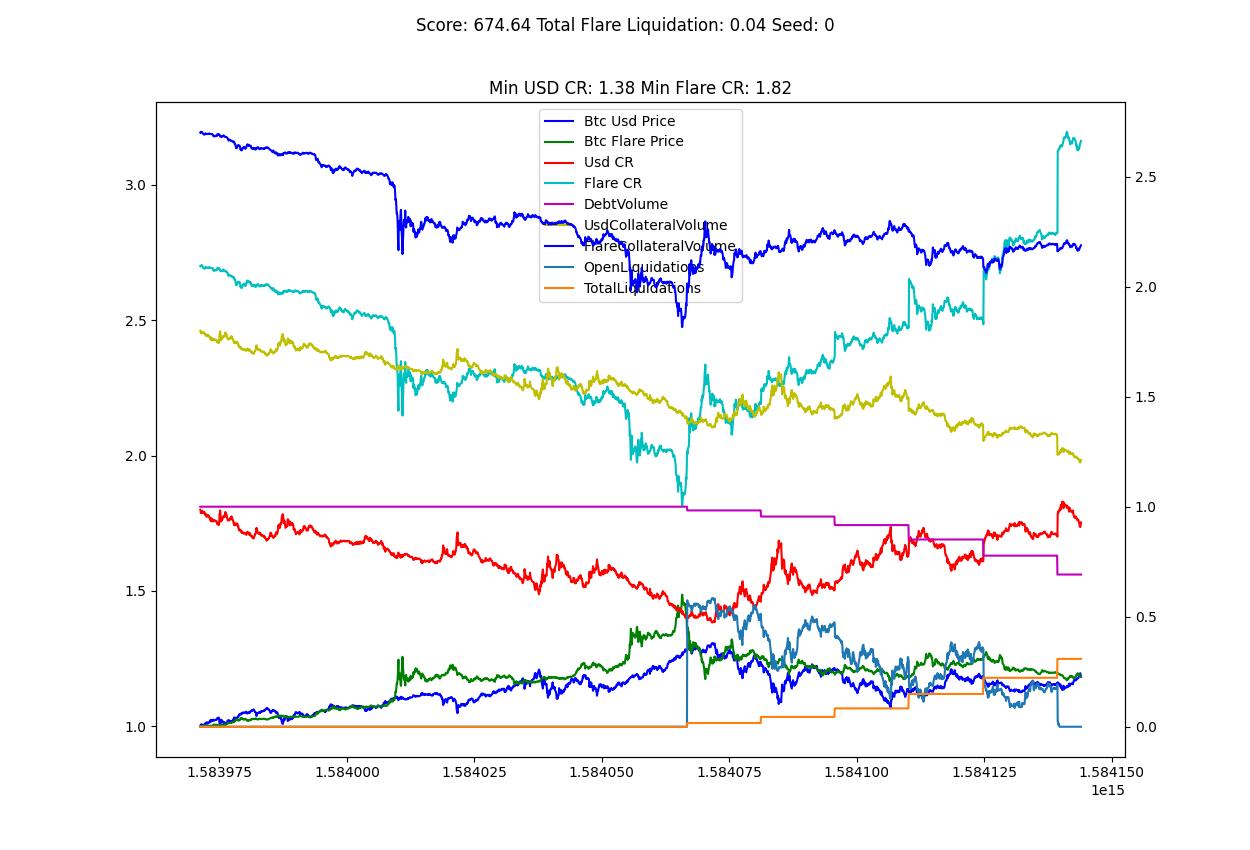 Score: 674.64 Total Flare Liquidation: 0.04 Seed: 0
Min USD CR: 1.38 Min Flare CR: 1.82
Btc Usd Price
Btc Flare Price
Usd CR
Flare CR
DebtVolume
UsdCollateralVolume
FlareCollateralVolume
OpenLiquidations
TotalLiquidations
3.0
2.5
2.0
1.5
1.0
2.5
2.0
1.5
1.0
0.5
0.0
1.583975 1.584000 1.584025 1.584050 1.584075 1.584100 1.584125 1.584150
1e15